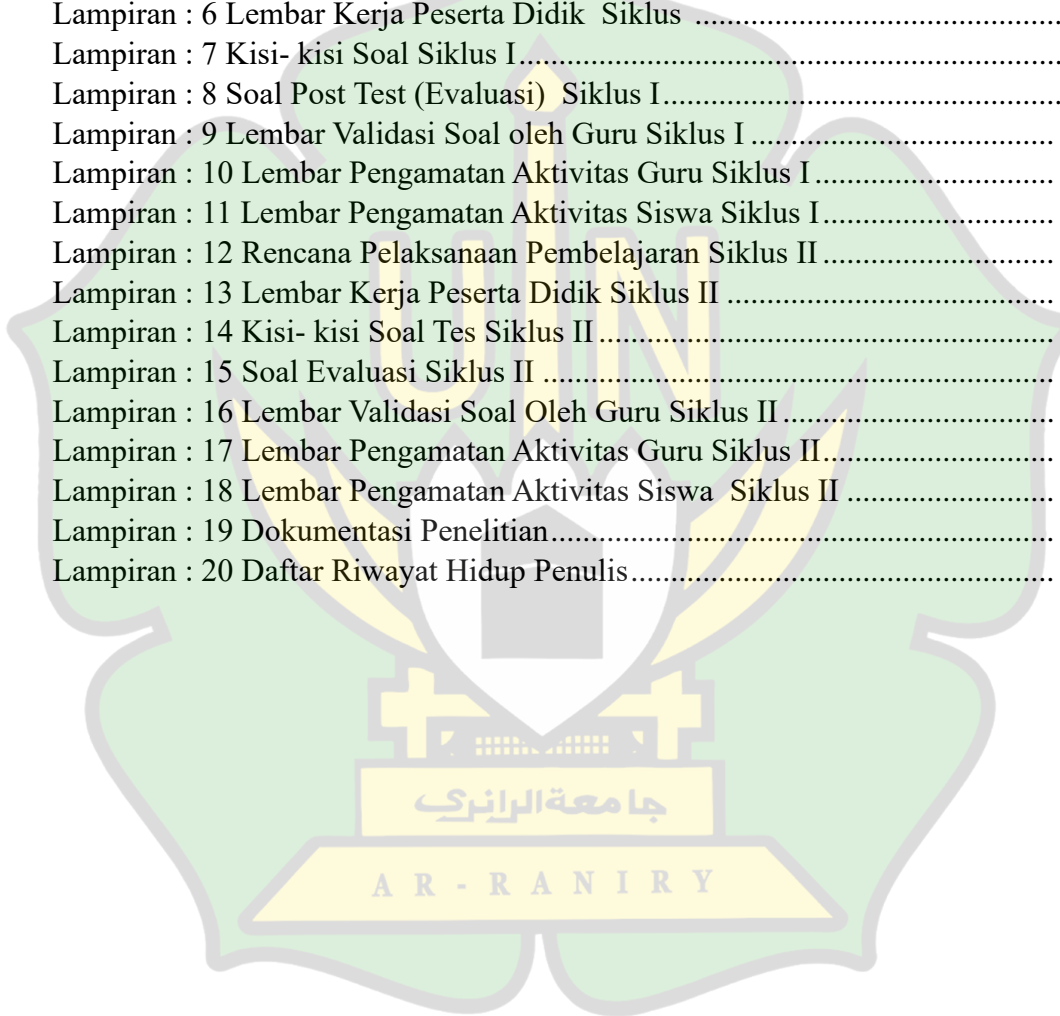 Lampiran : 6 Lembar Kerja Peserta Didik  Siklus ..............................................
Lampiran : 7 Kisi- kisi Soal Siklus I....................................................................
Lampiran : 8 Soal Post Test (Evaluasi)  Siklus I..................................................
Lampiran : 9 Lembar Validasi Soal oleh Guru Siklus I ......................................
Lampiran : 10 Lembar Pengamatan Aktivitas Guru Siklus I..............................
Lampiran : 11 Lembar Pengamatan Aktivitas Siswa Siklus I.............................
Lampiran : 12 Rencana Pelaksanaan Pembelajaran Siklus II.............................
Lampiran : 13 Lembar Kerja Peserta Didik Siklus II .........................................
Lampiran : 14 Kisi- kisi Soal Tes Siklus II.........................................................
Lampiran : 15 Soal Evaluasi Siklus II ................................................................
Lampiran : 16 Lembar Validasi Soal Oleh Guru Siklus II..................................
Lampiran : 17 Lembar Pengamatan Aktivitas Guru Siklus II.............................
Lampiran : 18 Lembar Pengamatan Aktivitas Siswa  Siklus II ..........................
Lampiran : 19 Dokumentasi Penelitian...............................................................
Lampiran : 20 Daftar Riwayat Hidup Penulis.....................................................
UIN
جامعة الرانري
AR-RANIRY